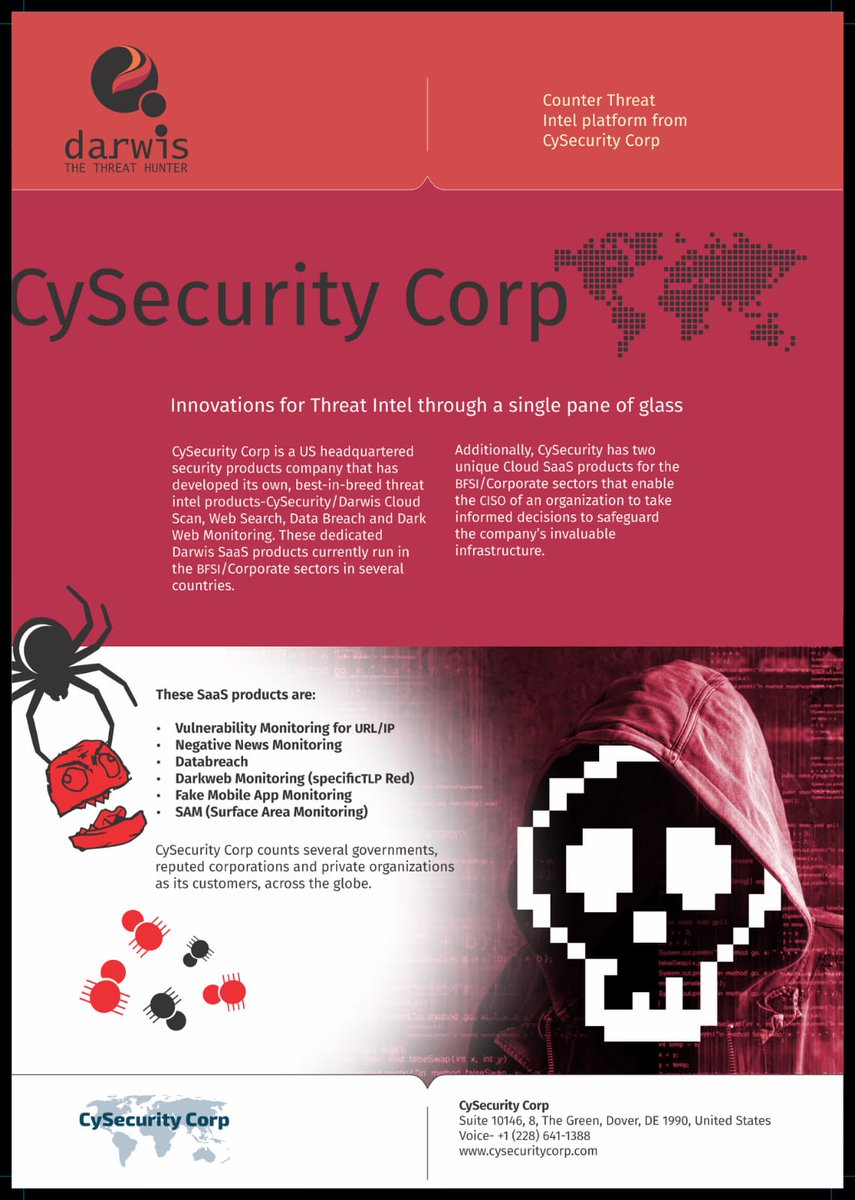 darwis
THE THREAT HUNTER
Counter Threat
Intel platform from
CySecurity Corp
CySecurity Corp
Innovations for Threat Intel through a single pane of glass
CySecurity Corp is a US headquartered
security products company that has
developed its own, best-in-breed threat
intel products-CySecurity/Darwis Cloud
Scan, Web Search, Data Breach and Dark
Web Monitoring. These dedicated
Darwis SaaS products currently run in
the BFSI/Corporate sectors in several
countries.
Additionally, CySecurity has two
unique Cloud SaaS products for the
BFSI/Corporate sectors that enable
the CISO of an organization to take
informed decisions to safeguard
the company's invaluable
infrastructure.
These SaaS products are:
• Vulnerability Monitoring for URL/IP
• Negative News Monitoring
• Databreach
• Darkweb Monitoring (specificTLP Red)
• Fake Mobile App Monitoring
• SAM (Surface Area Monitoring)
CySecurity Corp counts several governments,
reputed corporations and private organizations
as its customers, across the globe.
CySecurity Corp
CySecurity Corp
Suite 10146, 8, The Green, Dover, DE 1990, United States
Voice- +1 (228) 641-1388
www.cysecuritycorp.com